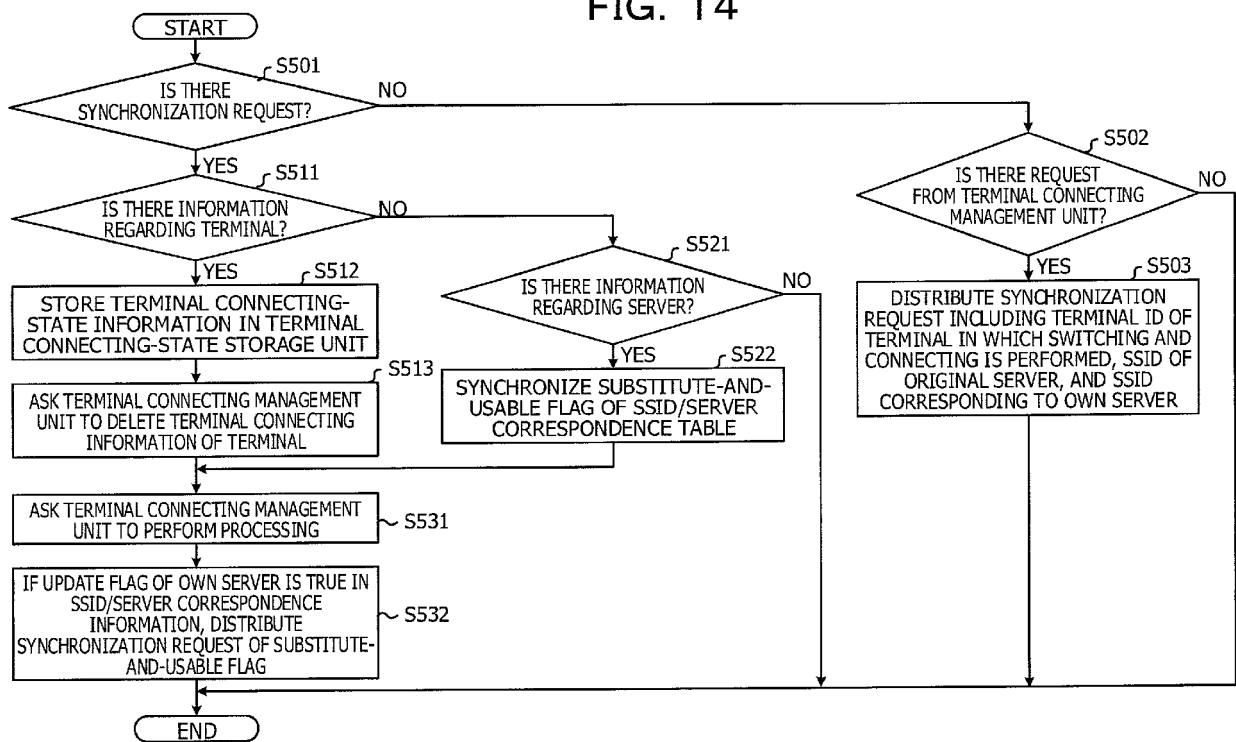 FIG. 14
START
S501
IS THERE
SYNCHRONIZATION REQUEST?
NO
YES
S502
IS THERE REQUEST
FROM TERMINAL CONNECTING
MANAGEMENT UNIT?
NO
YES
S503
DISTRIBUTE SYNCHRONIZATION
REQUEST INCLUDING TERMINAL ID OF
TERMINAL IN WHICH SWITCHING AND
CONNECTING IS PERFORMED, SSID OF
ORIGINAL SERVER, AND SSID
CORRESPONDING TO OWN SERVER
S511
IS THERE INFORMATION
REGARDING TERMINAL?
NO
YES
S512
STORE TERMINAL CONNECTING-
STATE INFORMATION IN TERMINAL
CONNECTING-STATE STORAGE UNIT
S513
ASK TERMINAL CONNECTING MANAGEMENT
UNIT TO DELETE TERMINAL CONNECTING
INFORMATION OF TERMINAL
S521
IS THERE INFORMATION
REGARDING SERVER?
NO
YES
S522
SYNCHRONIZE SUBSTITUTE-AND-
USABLE FLAG OF SSID/SERVER
CORRESPONDENCE TABLE
ASK TERMINAL CONNECTING MANAGEMENT
UNIT TO PERFORM PROCESSING
S531
IF UPDATE FLAG OF OWN SERVER IS TRUE IN
SSID/SERVER CORRESPONDENCE
INFORMATION, DISTRIBUTE
SYNCHRONIZATION REQUEST OF SUBSTITUTE-
AND-USABLE FLAG
S532
END